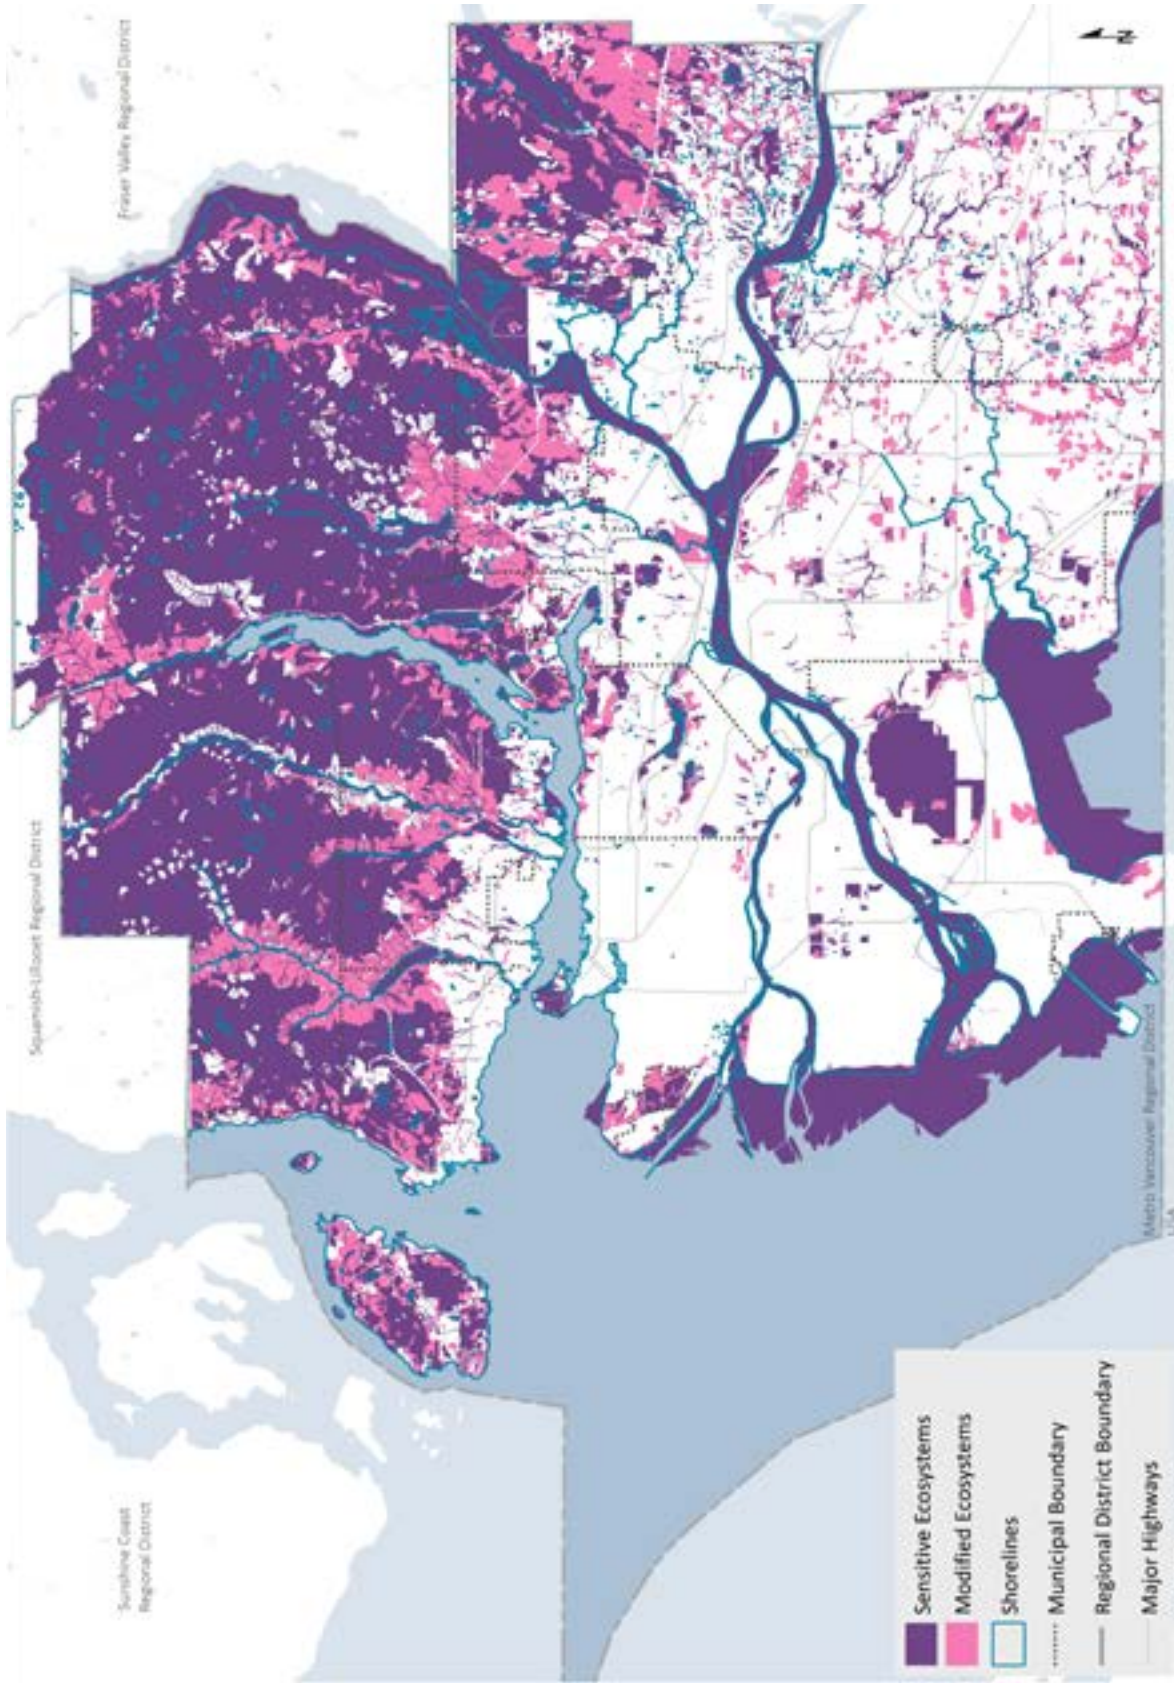 Sunshine Coast
Regional District
Squamish-Lillooet Regional District
Fraser Valley Regional District
Metro Vancouver Regional District
N
Sensitive Ecosystems
Modified Ecosystems
Shorelines
Municipal Boundary
Regional District Boundary
Major Highways